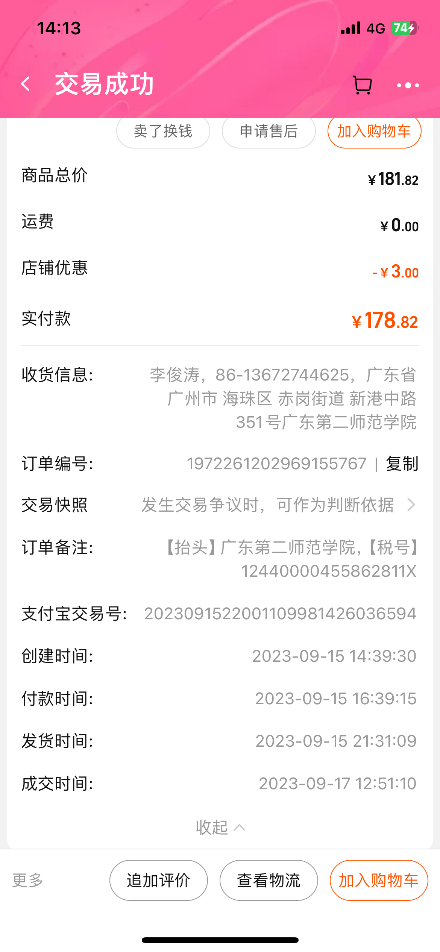 14:13
4G 74
交易成功
卖了换钱 申请售后 加入购物车
商品总价 ¥181.82
运费 ¥0.00
店铺优惠 -¥3.00
实付款 ¥178.82
收货信息: 李俊涛，86-13672744625，广东省
广州市 海珠区 赤岗街道 新港中路
351号广东第二师范学院
订单编号: 1972261202969155767 | 复制
交易快照 发生交易争议时，可作为判断依据
订单备注: 【抬头】广东第二师范学院，【税号】
12440000455862811X
支付宝交易号: 2023091522001109981426036594
创建时间: 2023-09-15 14:39:30
付款时间: 2023-09-15 16:39:15
发货时间: 2023-09-15 21:31:09
成交时间: 2023-09-17 12:51:10
收起
更多 追加评价 查看物流 加入购物车